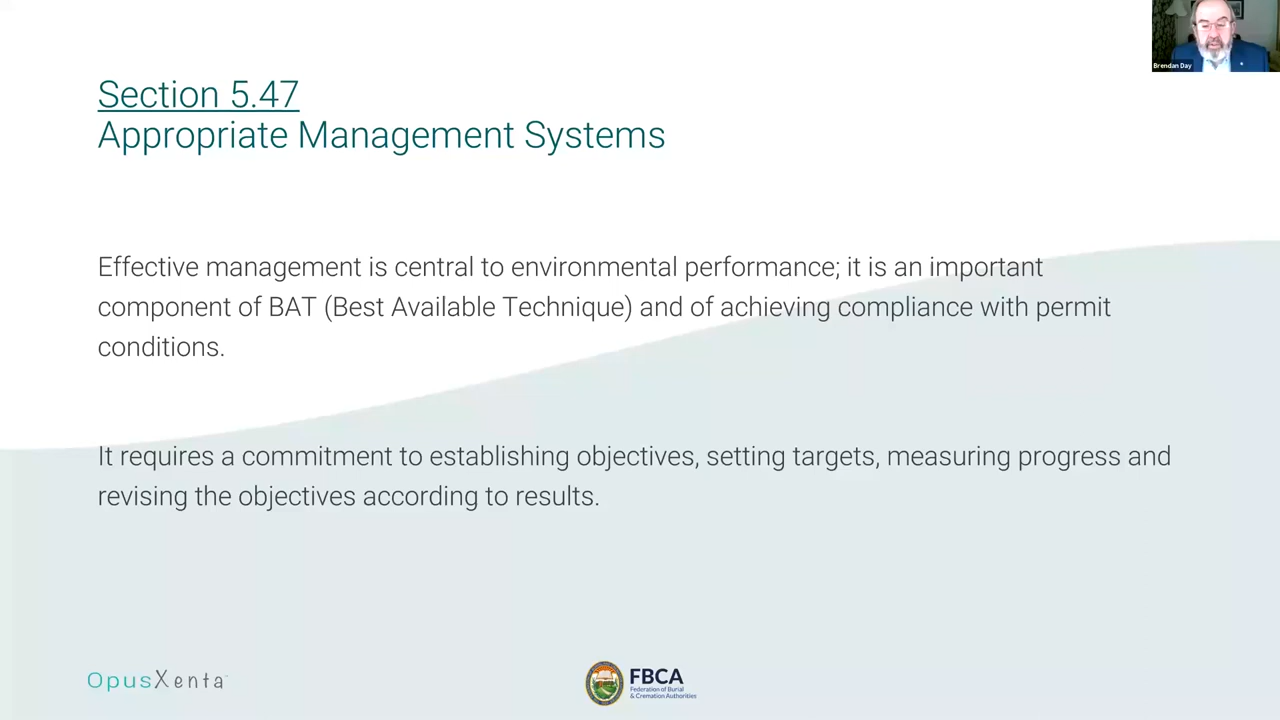 Brendan Day
Section 5.47
Appropriate Management Systems
Effective management is central to environmental performance; it is an important
component of BAT (Best Available Technique) and of achieving compliance with permit
conditions.
It requires a commitment to establishing objectives, setting targets, measuring progress and
revising the objectives according to results.
OpusXenta
FBCA
Federation of Burial
& Cremation Authorities